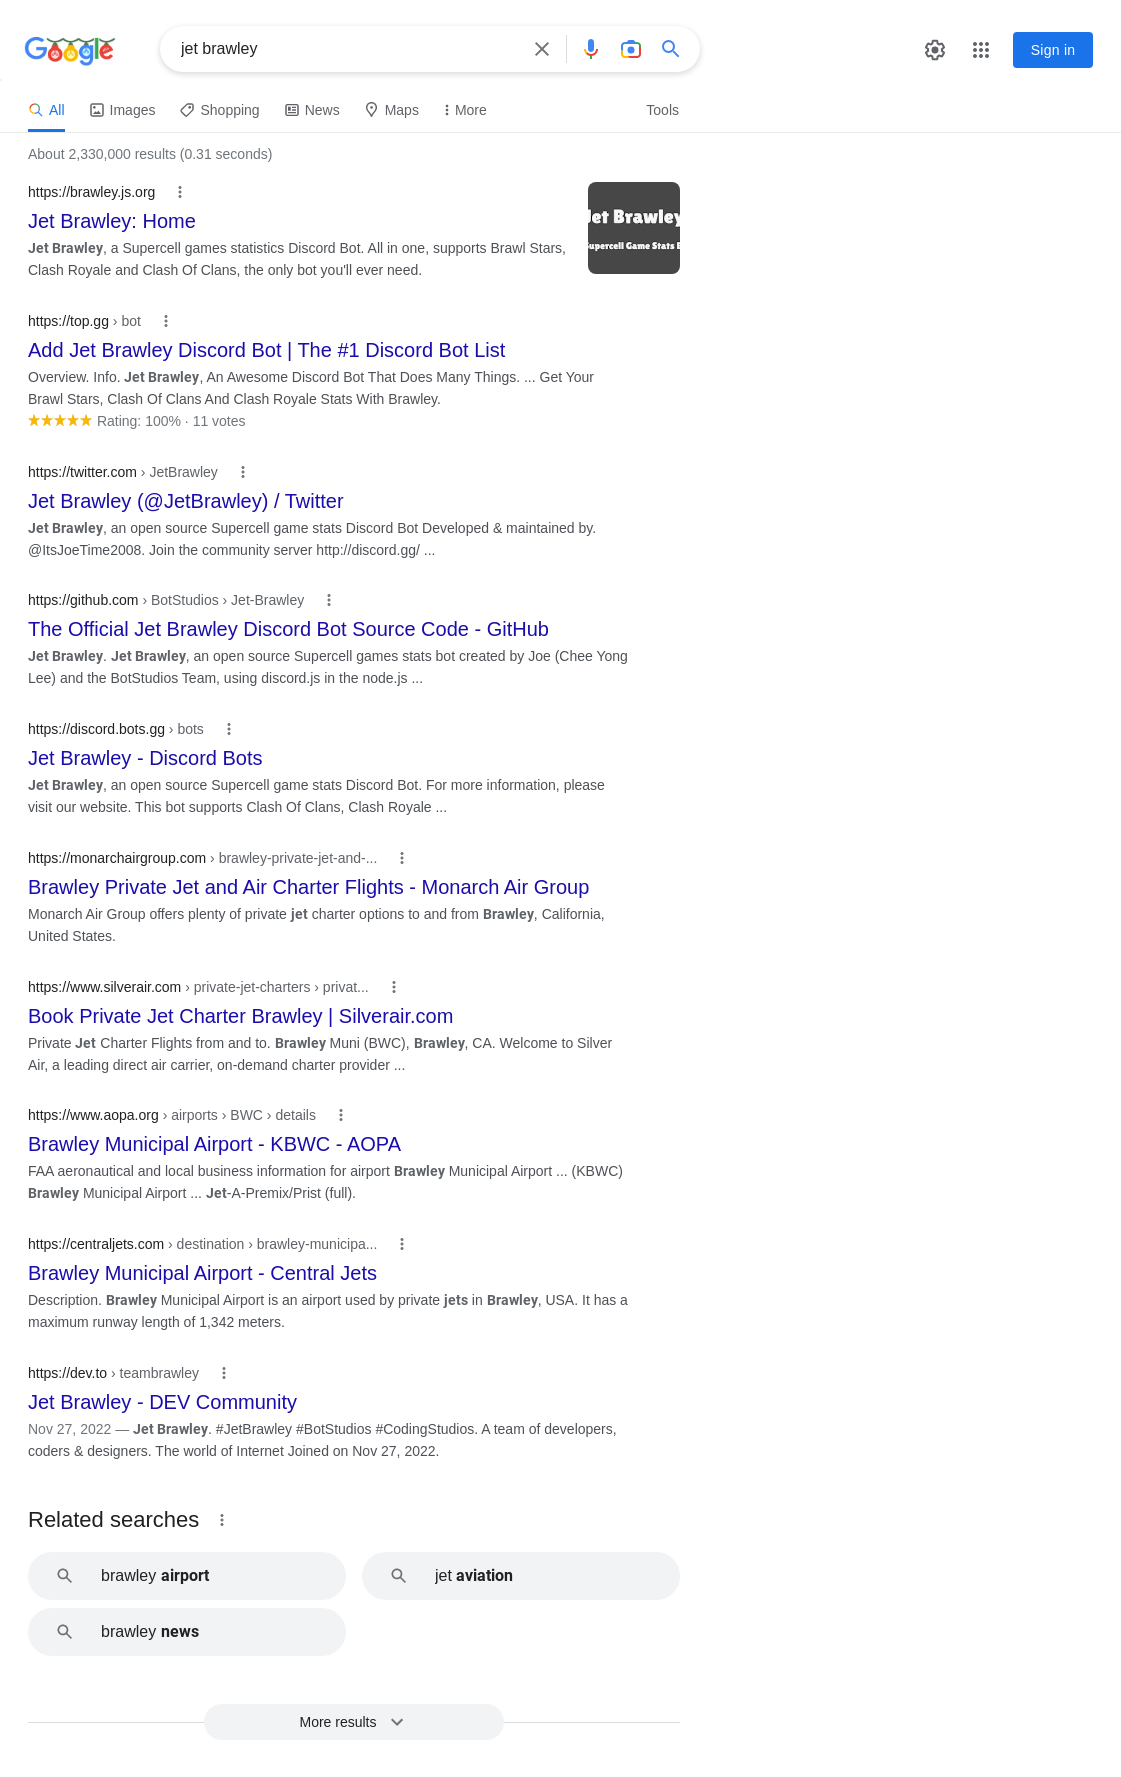 Google
jet brawley
Sign in
All Images Shopping News Maps More Tools
About 2,330,000 results (0.31 seconds)
https://brawley.js.org
Jet Brawley: Home
Jet Brawley, a Supercell games statistics Discord Bot. All in one, supports Brawl Stars,
Clash Royale and Clash Of Clans, the only bot you'll ever need.
Jet Brawley
Supercell Game Stats B
https://top.gg › bot
Add Jet Brawley Discord Bot | The #1 Discord Bot List
Overview. Info. Jet Brawley, An Awesome Discord Bot That Does Many Things. ... Get Your
Brawl Stars, Clash Of Clans And Clash Royale Stats With Brawley.
Rating: 100% · 11 votes
https://twitter.com › JetBrawley
Jet Brawley (@JetBrawley) / Twitter
Jet Brawley, an open source Supercell game stats Discord Bot Developed & maintained by.
@ItsJoeTime2008. Join the community server http://discord.gg/ ...
https://github.com › BotStudios › Jet-Brawley
The Official Jet Brawley Discord Bot Source Code - GitHub
Jet Brawley. Jet Brawley, an open source Supercell games stats bot created by Joe (Chee Yong
Lee) and the BotStudios Team, using discord.js in the node.js ...
https://discord.bots.gg › bots
Jet Brawley - Discord Bots
Jet Brawley, an open source Supercell game stats Discord Bot. For more information, please
visit our website. This bot supports Clash Of Clans, Clash Royale ...
https://monarchairgroup.com › brawley-private-jet-and-...
Brawley Private Jet and Air Charter Flights - Monarch Air Group
Monarch Air Group offers plenty of private jet charter options to and from Brawley, California,
United States.
https://www.silverair.com › private-jet-charters › privat...
Book Private Jet Charter Brawley | Silverair.com
Private Jet Charter Flights from and to. Brawley Muni (BWC), Brawley, CA. Welcome to Silver
Air, a leading direct air carrier, on-demand charter provider ...
https://www.aopa.org › airports › BWC › details
Brawley Municipal Airport - KBWC - AOPA
FAA aeronautical and local business information for airport Brawley Municipal Airport ... (KBWC)
Brawley Municipal Airport ... Jet-A-Premix/Prist (full).
https://centraljets.com › destination › brawley-municipa...
Brawley Municipal Airport - Central Jets
Description. Brawley Municipal Airport is an airport used by private jets in Brawley, USA. It has a
maximum runway length of 1,342 meters.
https://dev.to › teambrawley
Jet Brawley - DEV Community
Nov 27, 2022 — Jet Brawley. #JetBrawley #BotStudios #CodingStudios. A team of developers,
coders & designers. The world of Internet Joined on Nov 27, 2022.
Related searches
brawley airport
jet aviation
brawley news
More results